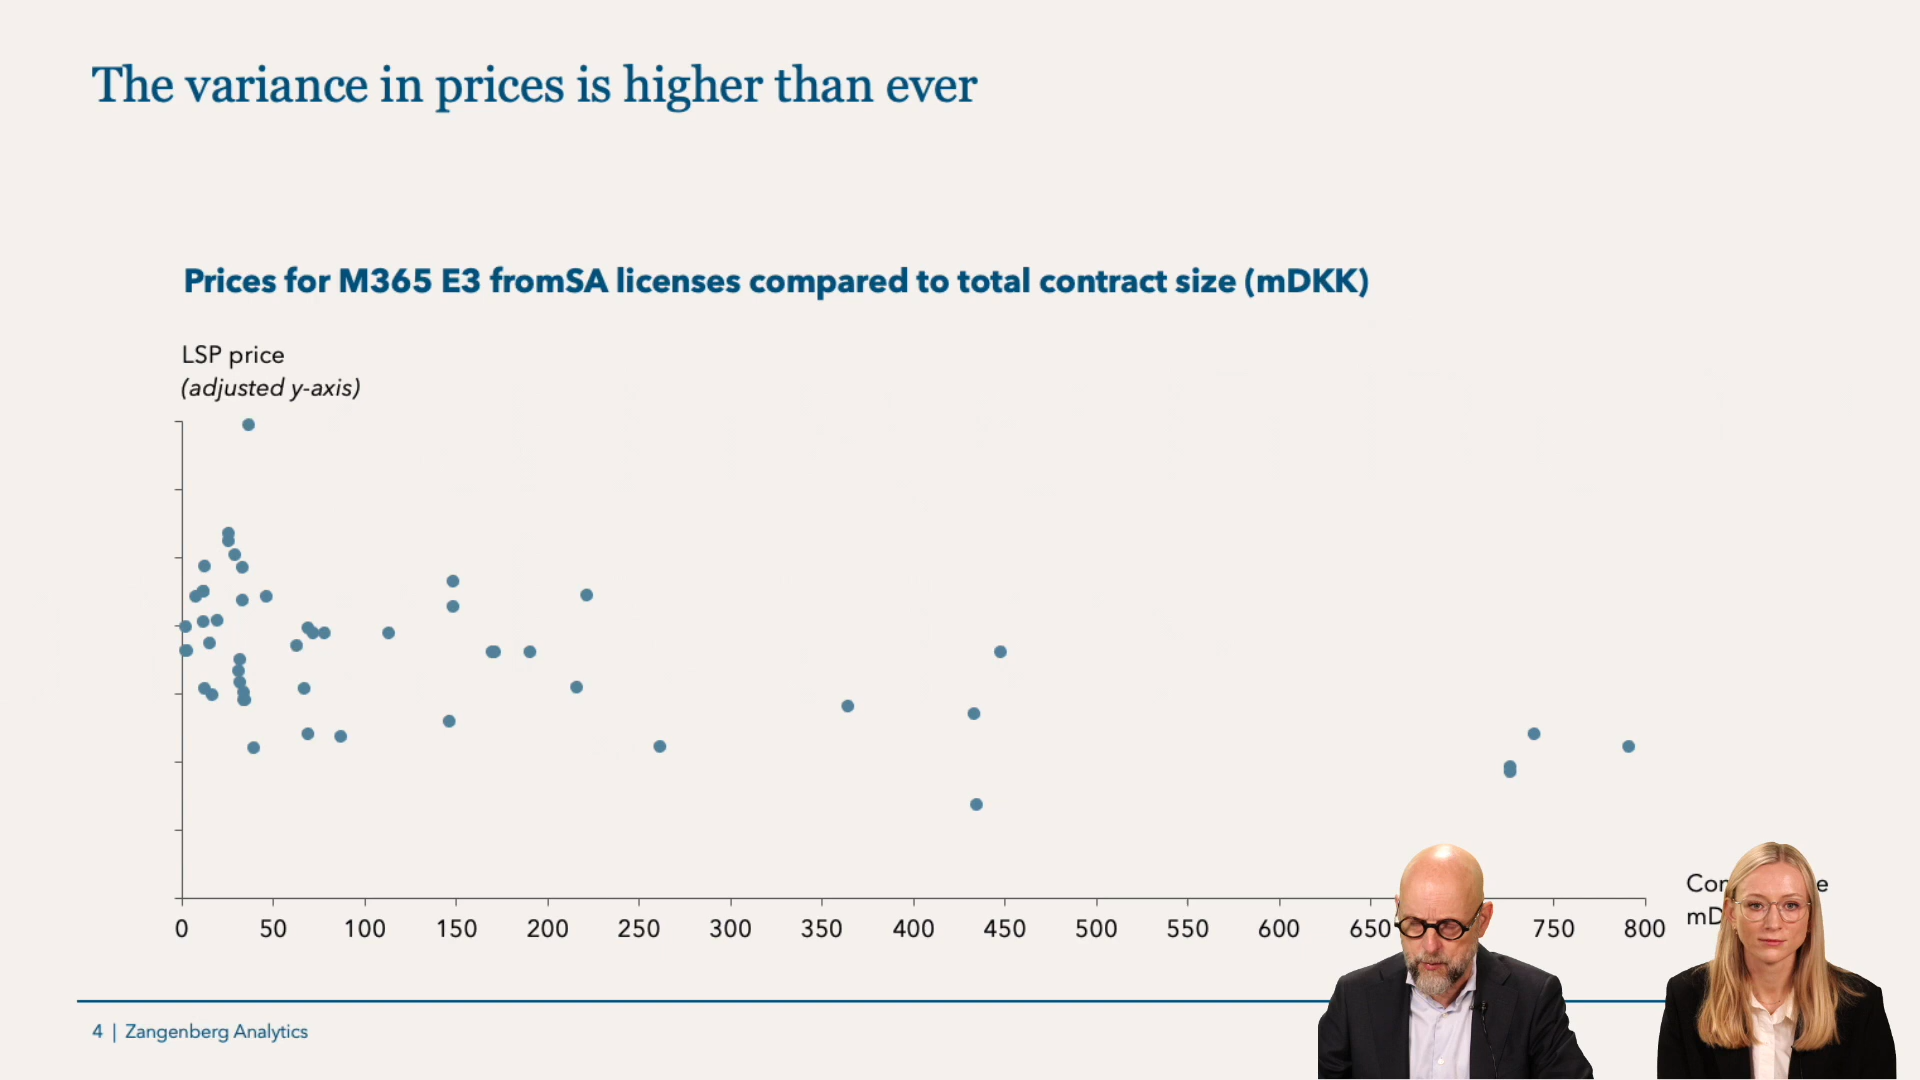 The variance in prices is higher than ever
Prices for M365 E3 fromSA licenses compared to total contract size (mDKK)
LSP price
(adjusted y-axis)
0 50 100 150 200 250 300 350 400 450 500 550 600 650 750 800
4 | Zangenberg Analytics